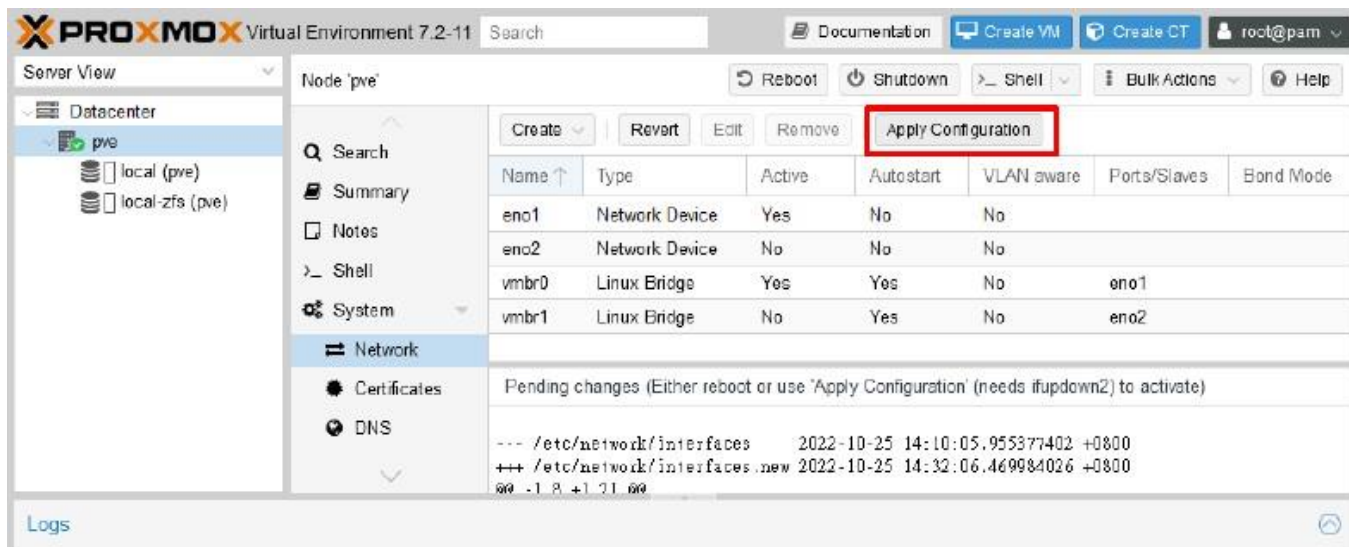 PROXMOX Virtual Environment 7.2-11 Search Documentation Create VM Create CT root@pam
Server View
Node 'pve' Reboot Shutdown >_ Shell Bulk Actions Help
Datacenter
pve
local (pve)
local-zfs (pve)
Search
Summary
Notes
>_ Shell
System
Network
Certificates
DNS
Create Revert Edit Remove Apply Configuration
Name ↑ Type Active Autostart VLAN aware Ports/Slaves Bond Mode
eno1 Network Device Yes No No
eno2 Network Device No No No
vmbr0 Linux Bridge Yes Yes No eno1
vmbr1 Linux Bridge No Yes No eno2
Pending changes (Either reboot or use 'Apply Configuration' (needs ifupdown2) to activate)
--- /etc/network/interfaces 2022-10-25 14:10:05.955377402 +0800
+++ /etc/network/interfaces.new 2022-10-25 14:32:06.469984026 +0800
@@ -1,8 +1,21 @@
Logs